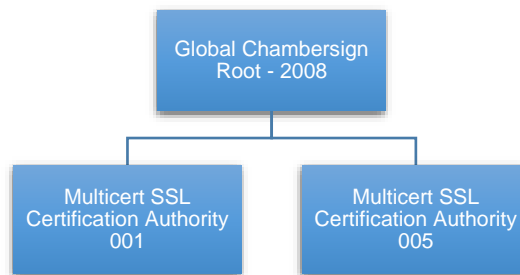 Global Chambersign
Root - 2008
Multicert SSL
Certification Authority
001
Multicert SSL
Certification Authority
005